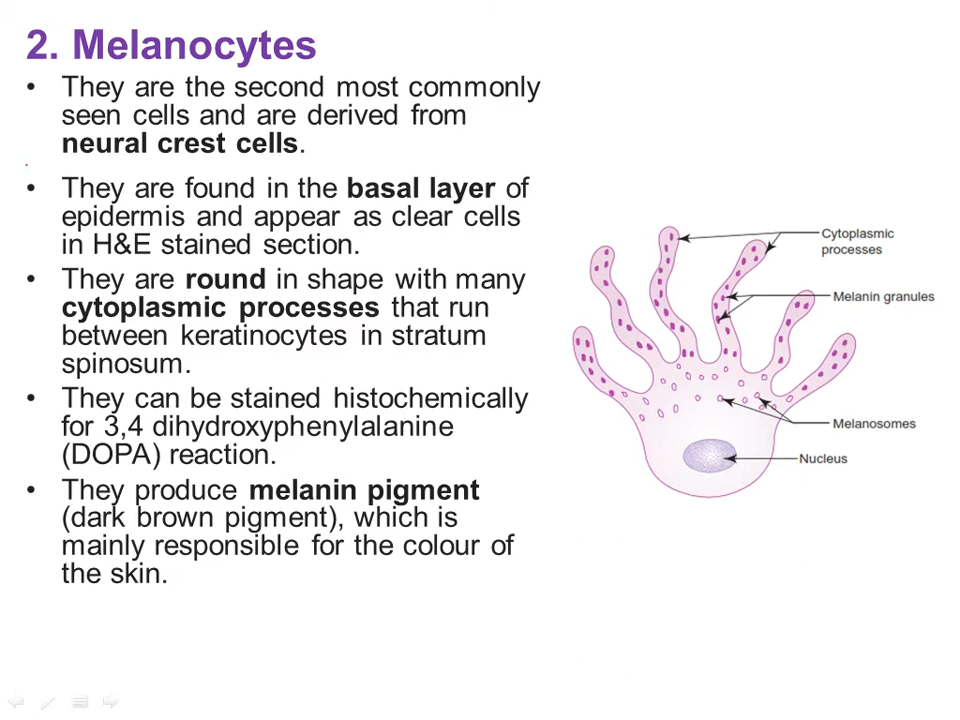 2. Melanocytes
• They are the second most commonly
seen cells and are derived from
neural crest cells.
• They are found in the basal layer of
epidermis and appear as clear cells
in H&E stained section.
• They are round in shape with many
cytoplasmic processes that run
between keratinocytes in stratum
spinosum.
• They can be stained histochemically
for 3,4 dihydroxyphenylalanine
(DOPA) reaction.
• They produce melanin pigment
(dark brown pigment), which is
mainly responsible for the colour of
the skin.
Cytoplasmic
processes
Melanin granules
Melanosomes
Nucleus